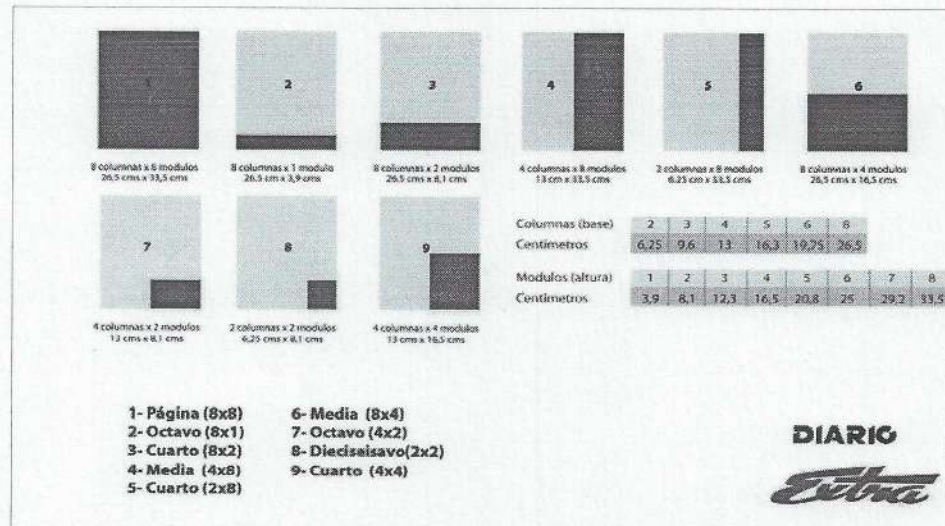 1
2
3
4
5
6
8 columnas x 8 modulos
26,5 cms x 33,5 cms
8 columnas x 1 modulo
26,5 cm x 3,9 cms
8 columnas x 2 modulos
26,5 cms x 8,1 cms
4 columnas x 8 modulos
13 cm x 33,5 cms
2 columnas x 8 modulos
6,25 cm x 33,5 cms
8 columnas x 4 modulos
26,5 cms x 16,5 cms
7
8
9
4 columnas x 2 modulos
13 cms x 8,1 cms
2 columnas x 2 modulos
6,25 cms x 8,1 cms
4 columnas x 4 modulos
13 cms x 16,5 cms
Columnas (base) 2 3 4 5 6 8
Centímetros 6,25 9,6 13 16,3 19,75 26,5
Modulos (altura) 1 2 3 4 5 6 7 8
Centímetros 3,9 8,1 12,3 16,5 20,8 25 29,2 33,5
1- Página (8x8)
2- Octavo (8x1)
3- Cuarto (8x2)
4- Media (4x8)
5- Cuarto (2x8)
6- Media (8x4)
7- Octavo (4x2)
8- Dieciseisavo(2x2)
9- Cuarto (4x4)
DIARIO
Extra